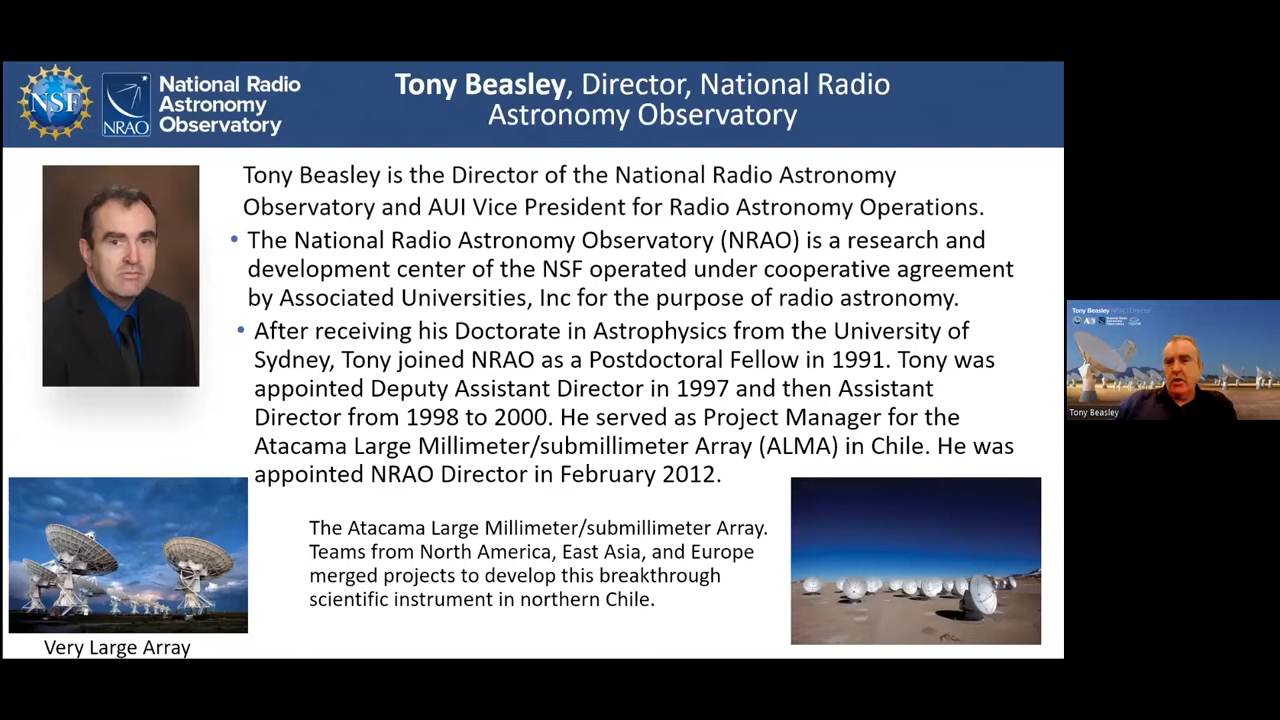 NSF
NRAO
National Radio
Astronomy
Observatory
Tony Beasley, Director, National Radio
Astronomy Observatory
Tony Beasley is the Director of the National Radio Astronomy
Observatory and AUI Vice President for Radio Astronomy Operations.
• The National Radio Astronomy Observatory (NRAO) is a research and
development center of the NSF operated under cooperative agreement
by Associated Universities, Inc for the purpose of radio astronomy.
• After receiving his Doctorate in Astrophysics from the University of
Sydney, Tony joined NRAO as a Postdoctoral Fellow in 1991. Tony was
appointed Deputy Assistant Director in 1997 and then Assistant
Director from 1998 to 2000. He served as Project Manager for the
Atacama Large Millimeter/submillimeter Array (ALMA) in Chile. He was
appointed NRAO Director in February 2012.
The Atacama Large Millimeter/submillimeter Array.
Teams from North America, East Asia, and Europe
merged projects to develop this breakthrough
scientific instrument in northern Chile.
Very Large Array
Tony Beasley NRAO Director
Tony Beasley